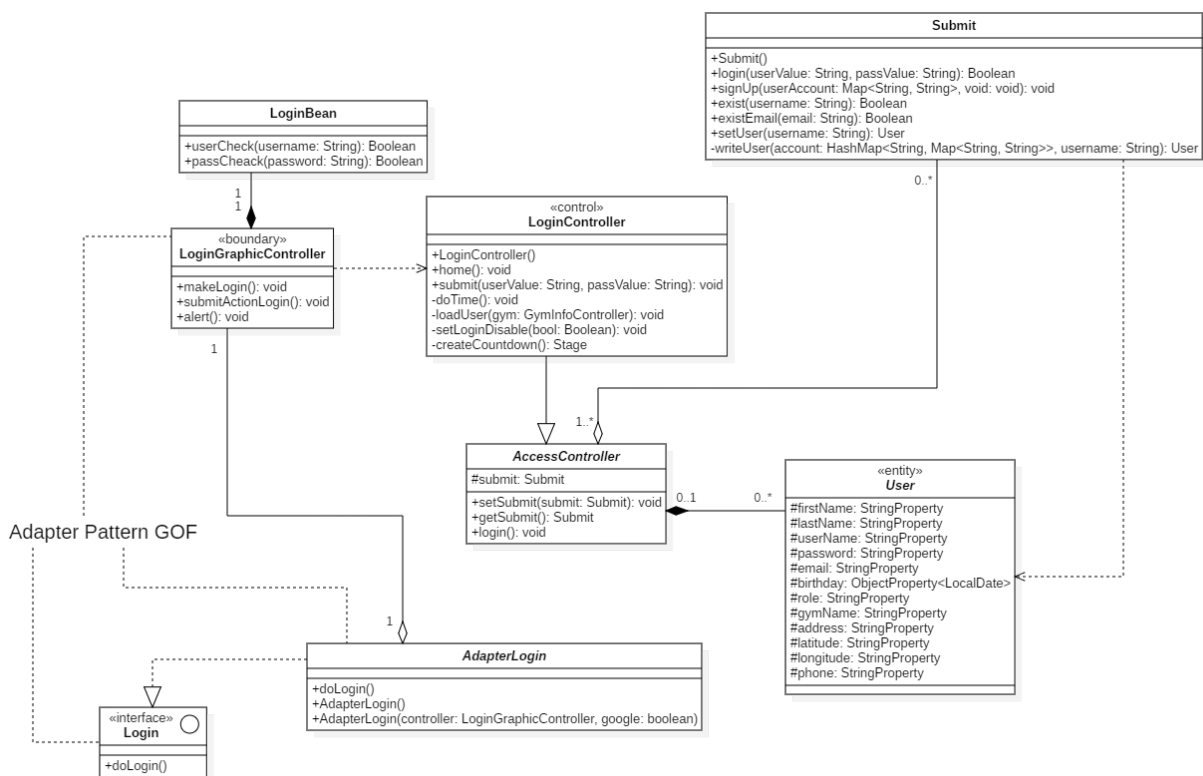 Submit
+Submit()
+login(userValue: String, passValue: String): Boolean
+signUp(userAccount: Map<String, String>, void: void): void
+exist(username: String): Boolean
+existEmail(email: String): Boolean
+setUser(username: String): User
-writeUser(account: HashMap<String, Map<String, String>>, username: String): User
LoginBean
+userCheck(username: String): Boolean
+passCheack(password: String): Boolean
1
1
0..*
«control»
LoginController
+LoginController()
+home(): void
+submit(userValue: String, passValue: String): void
-doTime(): void
-loadUser(gym: GymInfoController): void
-setLoginDisable(bool: Boolean): void
-createCountdown(): Stage
«boundary»
LoginGraphicController
+makeLogin(): void
+submitActionLogin(): void
+alert(): void
1
1..*
AccessController
#submit: Submit
+setSubmit(submit: Submit): void
+getSubmit(): Submit
+login(): void
0..1
0..*
«entity»
User
#firstName: StringProperty
#lastName: StringProperty
#userName: StringProperty
#password: StringProperty
#email: StringProperty
#birthday: ObjectProperty<LocalDate>
#role: StringProperty
#gymName: StringProperty
#address: StringProperty
#latitude: StringProperty
#longitude: StringProperty
#phone: StringProperty
Adapter Pattern GOF
1
AdapterLogin
+doLogin()
+AdapterLogin()
+AdapterLogin(controller: LoginGraphicController, google: boolean)
«interface»
Login
+doLogin()